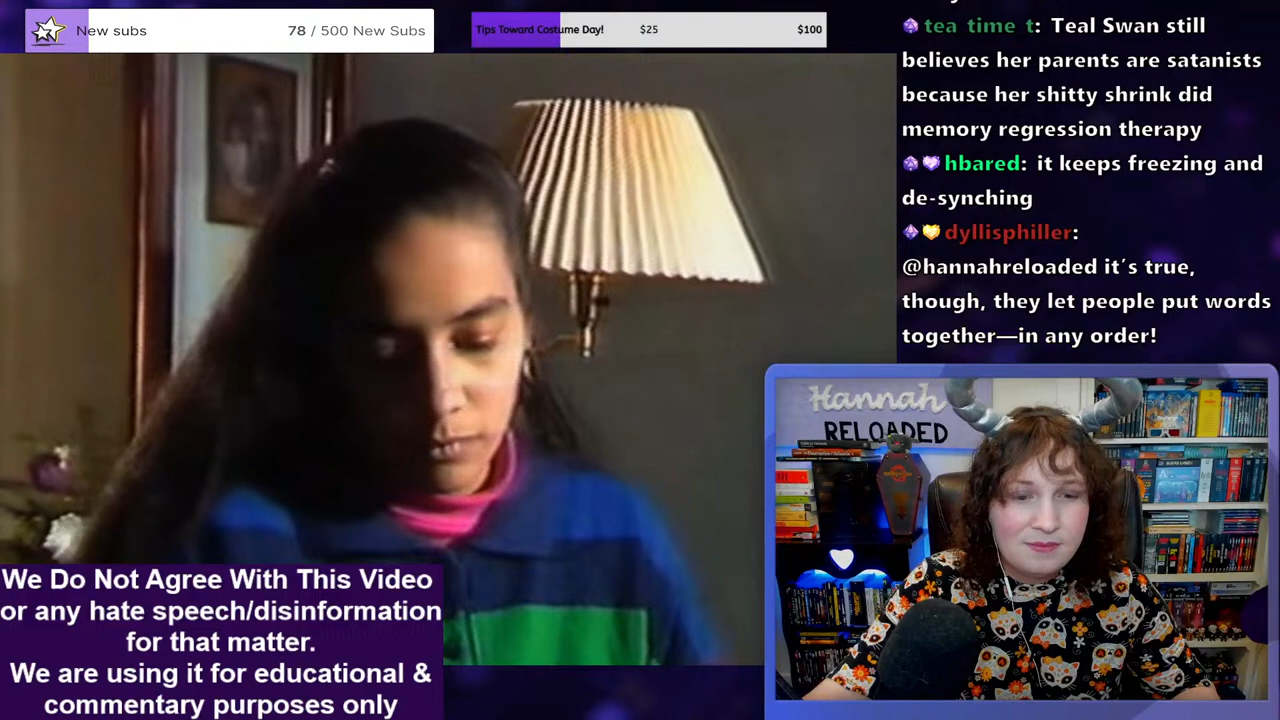 New subs
78 / 500 New Subs
Tips Toward Costume Day!
$25
$100
tea time t: Teal Swan still
believes her parents are satanists
because her shitty shrink did
memory regression therapy
hbared: it keeps freezing and
de-synching
dyllisphiller:
@hannahreloaded it's true,
though, they let people put words
together—in any order!
Hannah
RELOADED
We Do Not Agree With This Video
or any hate speech/disinformation
for that matter.
We are using it for educational &
commentary purposes only